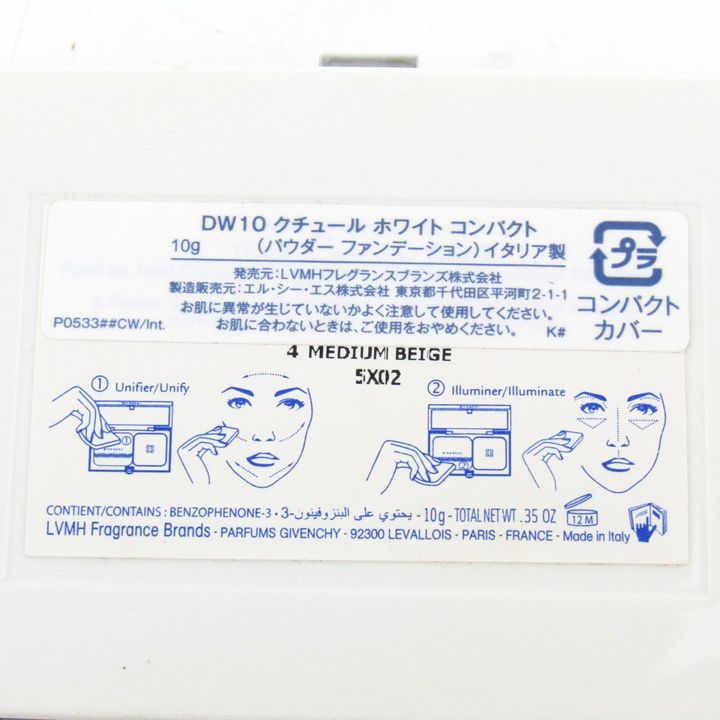 DW10 クチュール ホワイト コンパクト
10g （パウダー ファンデーション）イタリア製
発売元：LVMHフレグランスブランズ株式会社
製造販売元：エル・シー・エス株式会社 東京都千代田区平河町2-1-1
お肌に異常が生じていないかよく注意して使用してください。
P0533##CW/Int. お肌に合わないときは、ご使用をおやめください。 K#
プラ
コンパクト
カバー
4 MEDIUM BEIGE
5X02
1 Unifier/Unify
2 Illuminer/Illuminate
1
2
CONTIENT/CONTAINS : BENZOPHENONE-3 • يحتوي على البنزوفينون-3 - 10g - TOTAL NET WT .35 OZ 12 M
LVMH Fragrance Brands - PARFUMS GIVENCHY - 92300 LEVALLOIS - PARIS - FRANCE - Made in Italy